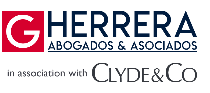 G HERRERA
ABOGADOS & ASOCIADOS
in association with CLYDE&CO